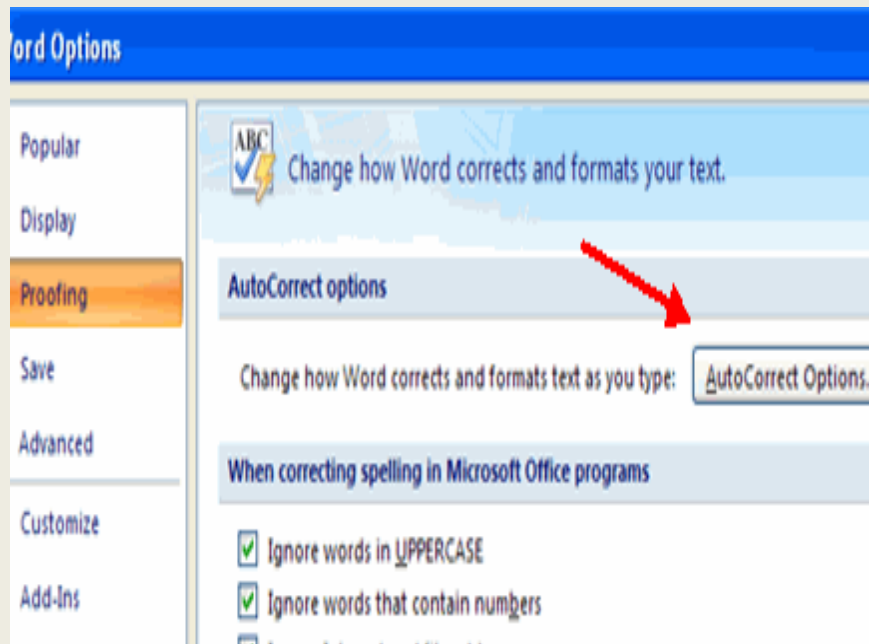 ord Options
Popular
Display
Proofing
Save
Advanced
Customize
Add-Ins
ABC
Change how Word corrects and formats your text.
AutoCorrect options
Change how Word corrects and formats text as you type:
AutoCorrect Options.
When correcting spelling in Microsoft Office programs
Ignore words in UPPERCASE
Ignore words that contain numbers